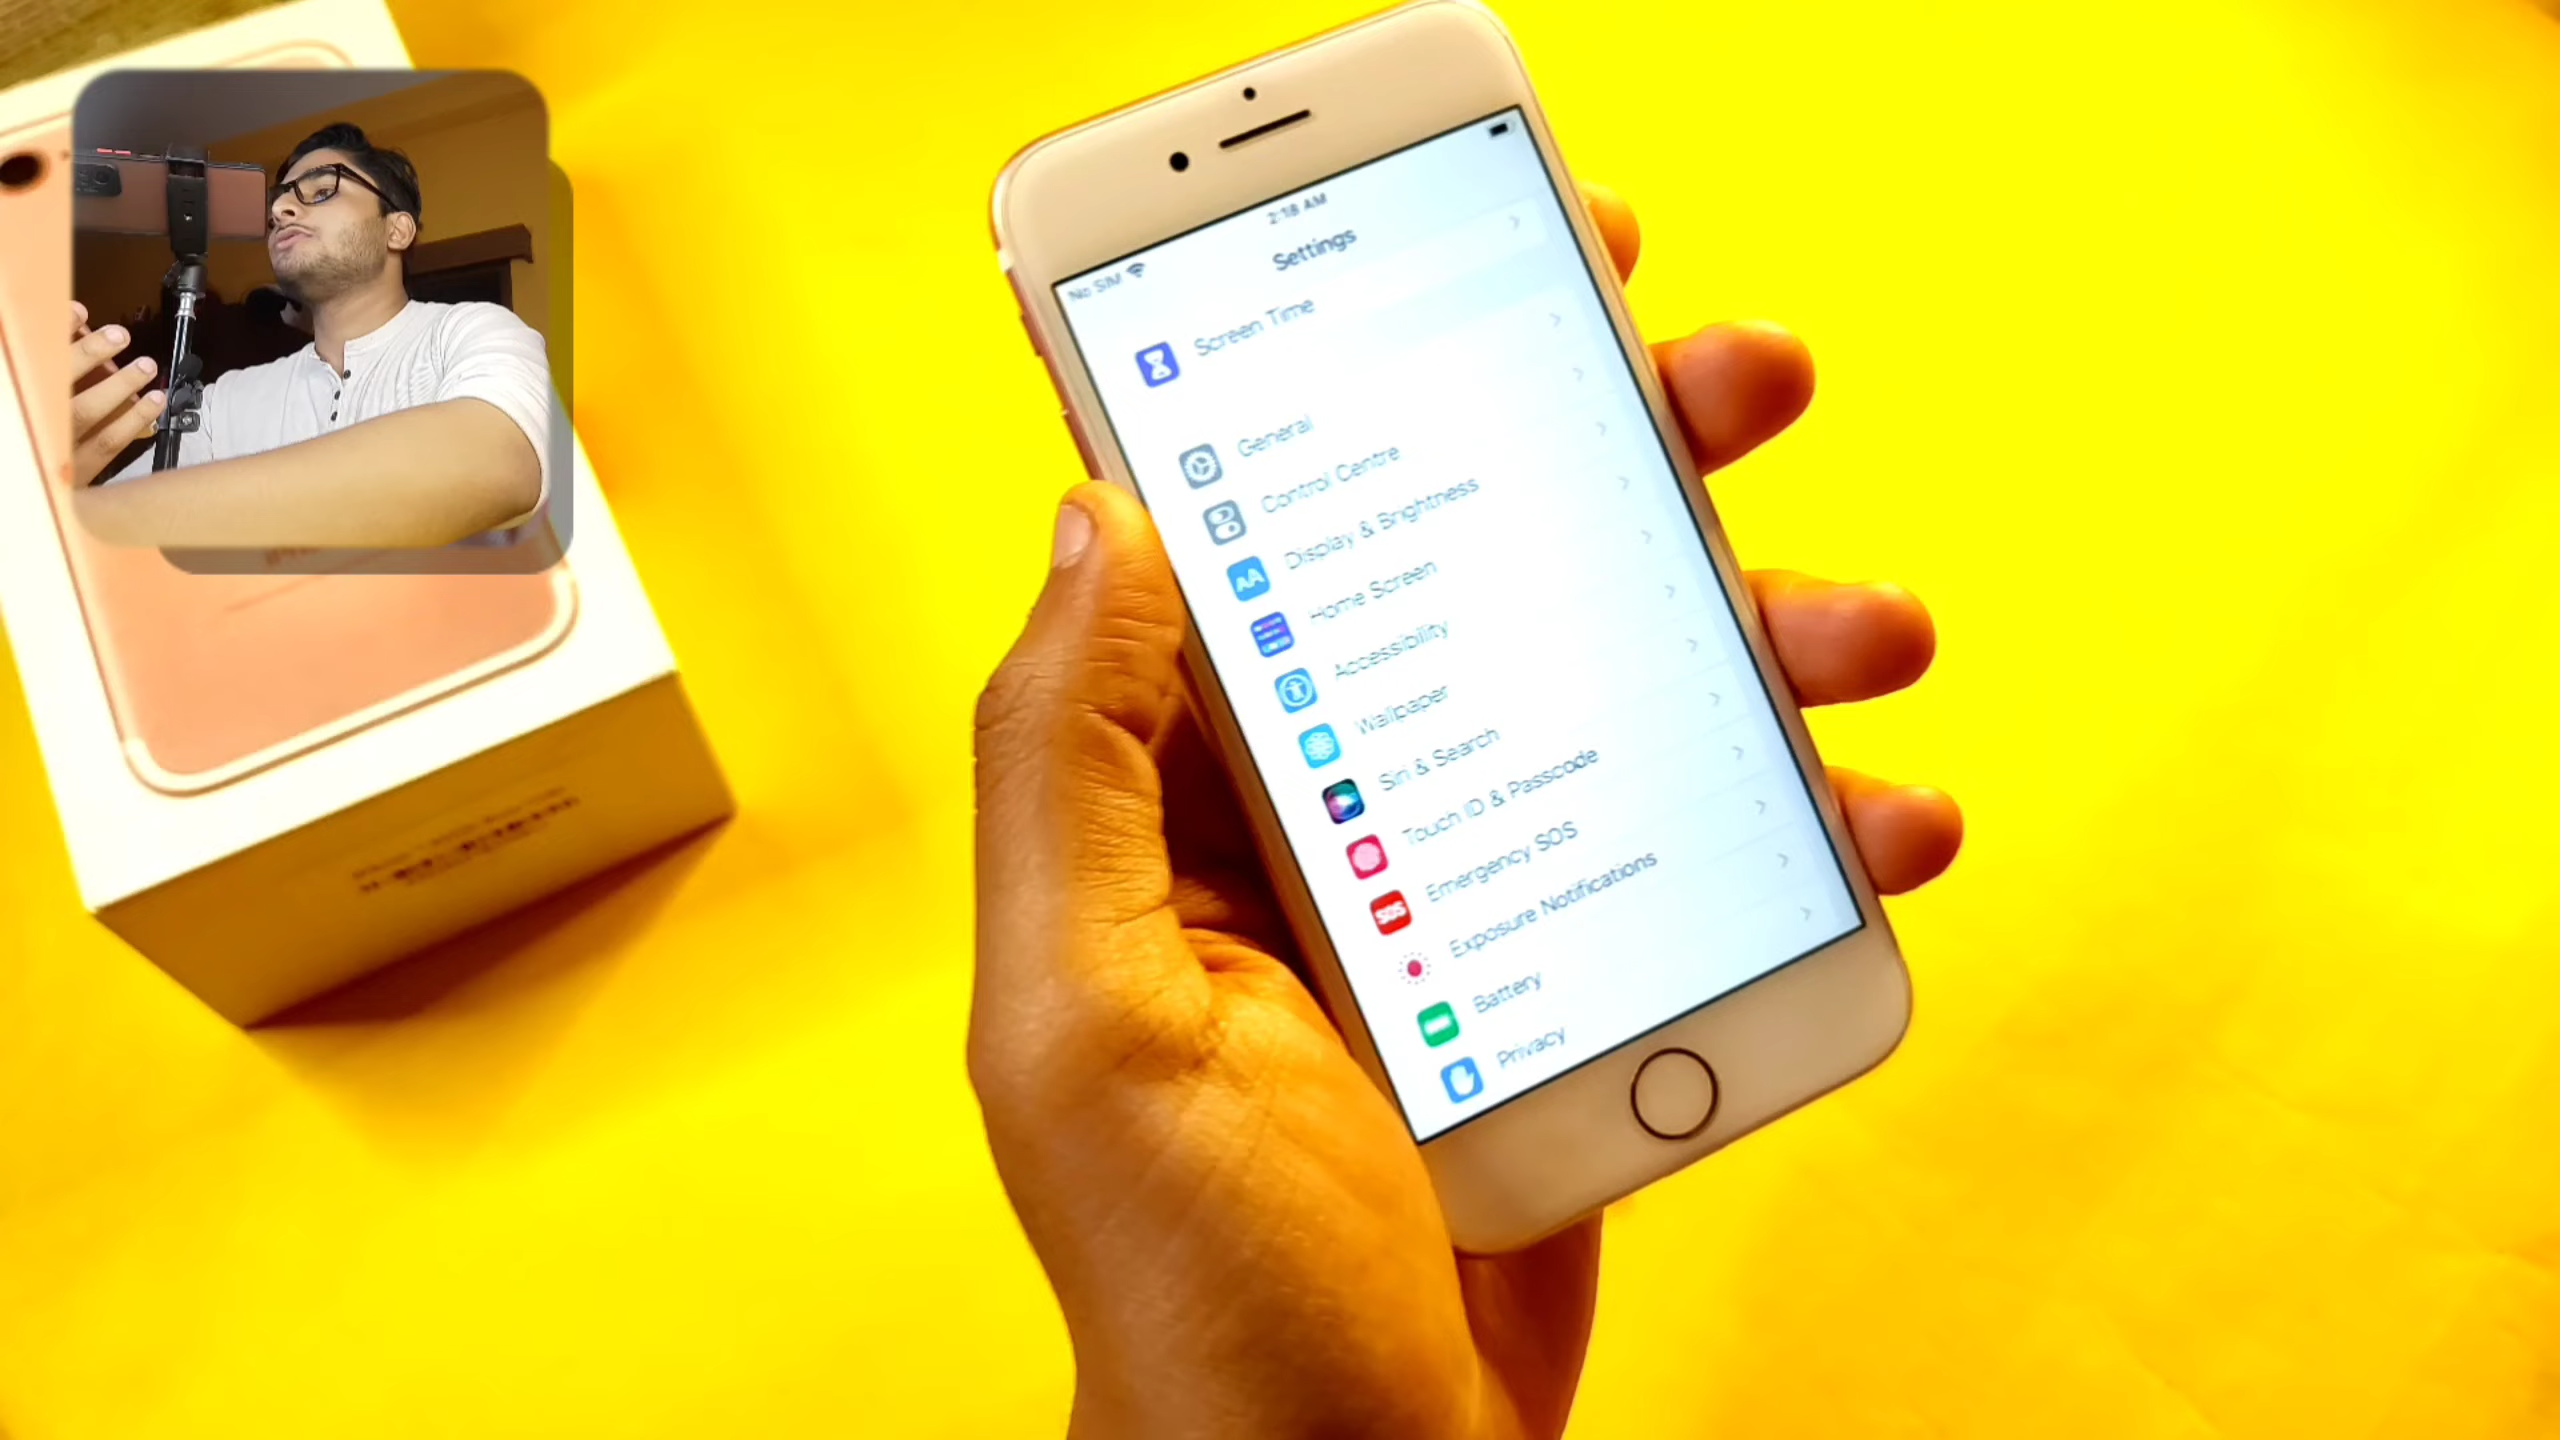 2:18 AM
No SIM
Settings
Screen Time
General
Control Centre
Display & Brightness
Home Screen
Accessibility
Wallpaper
Siri & Search
Touch ID & Passcode
SOS
Emergency SOS
Exposure Notifications
Battery
Privacy